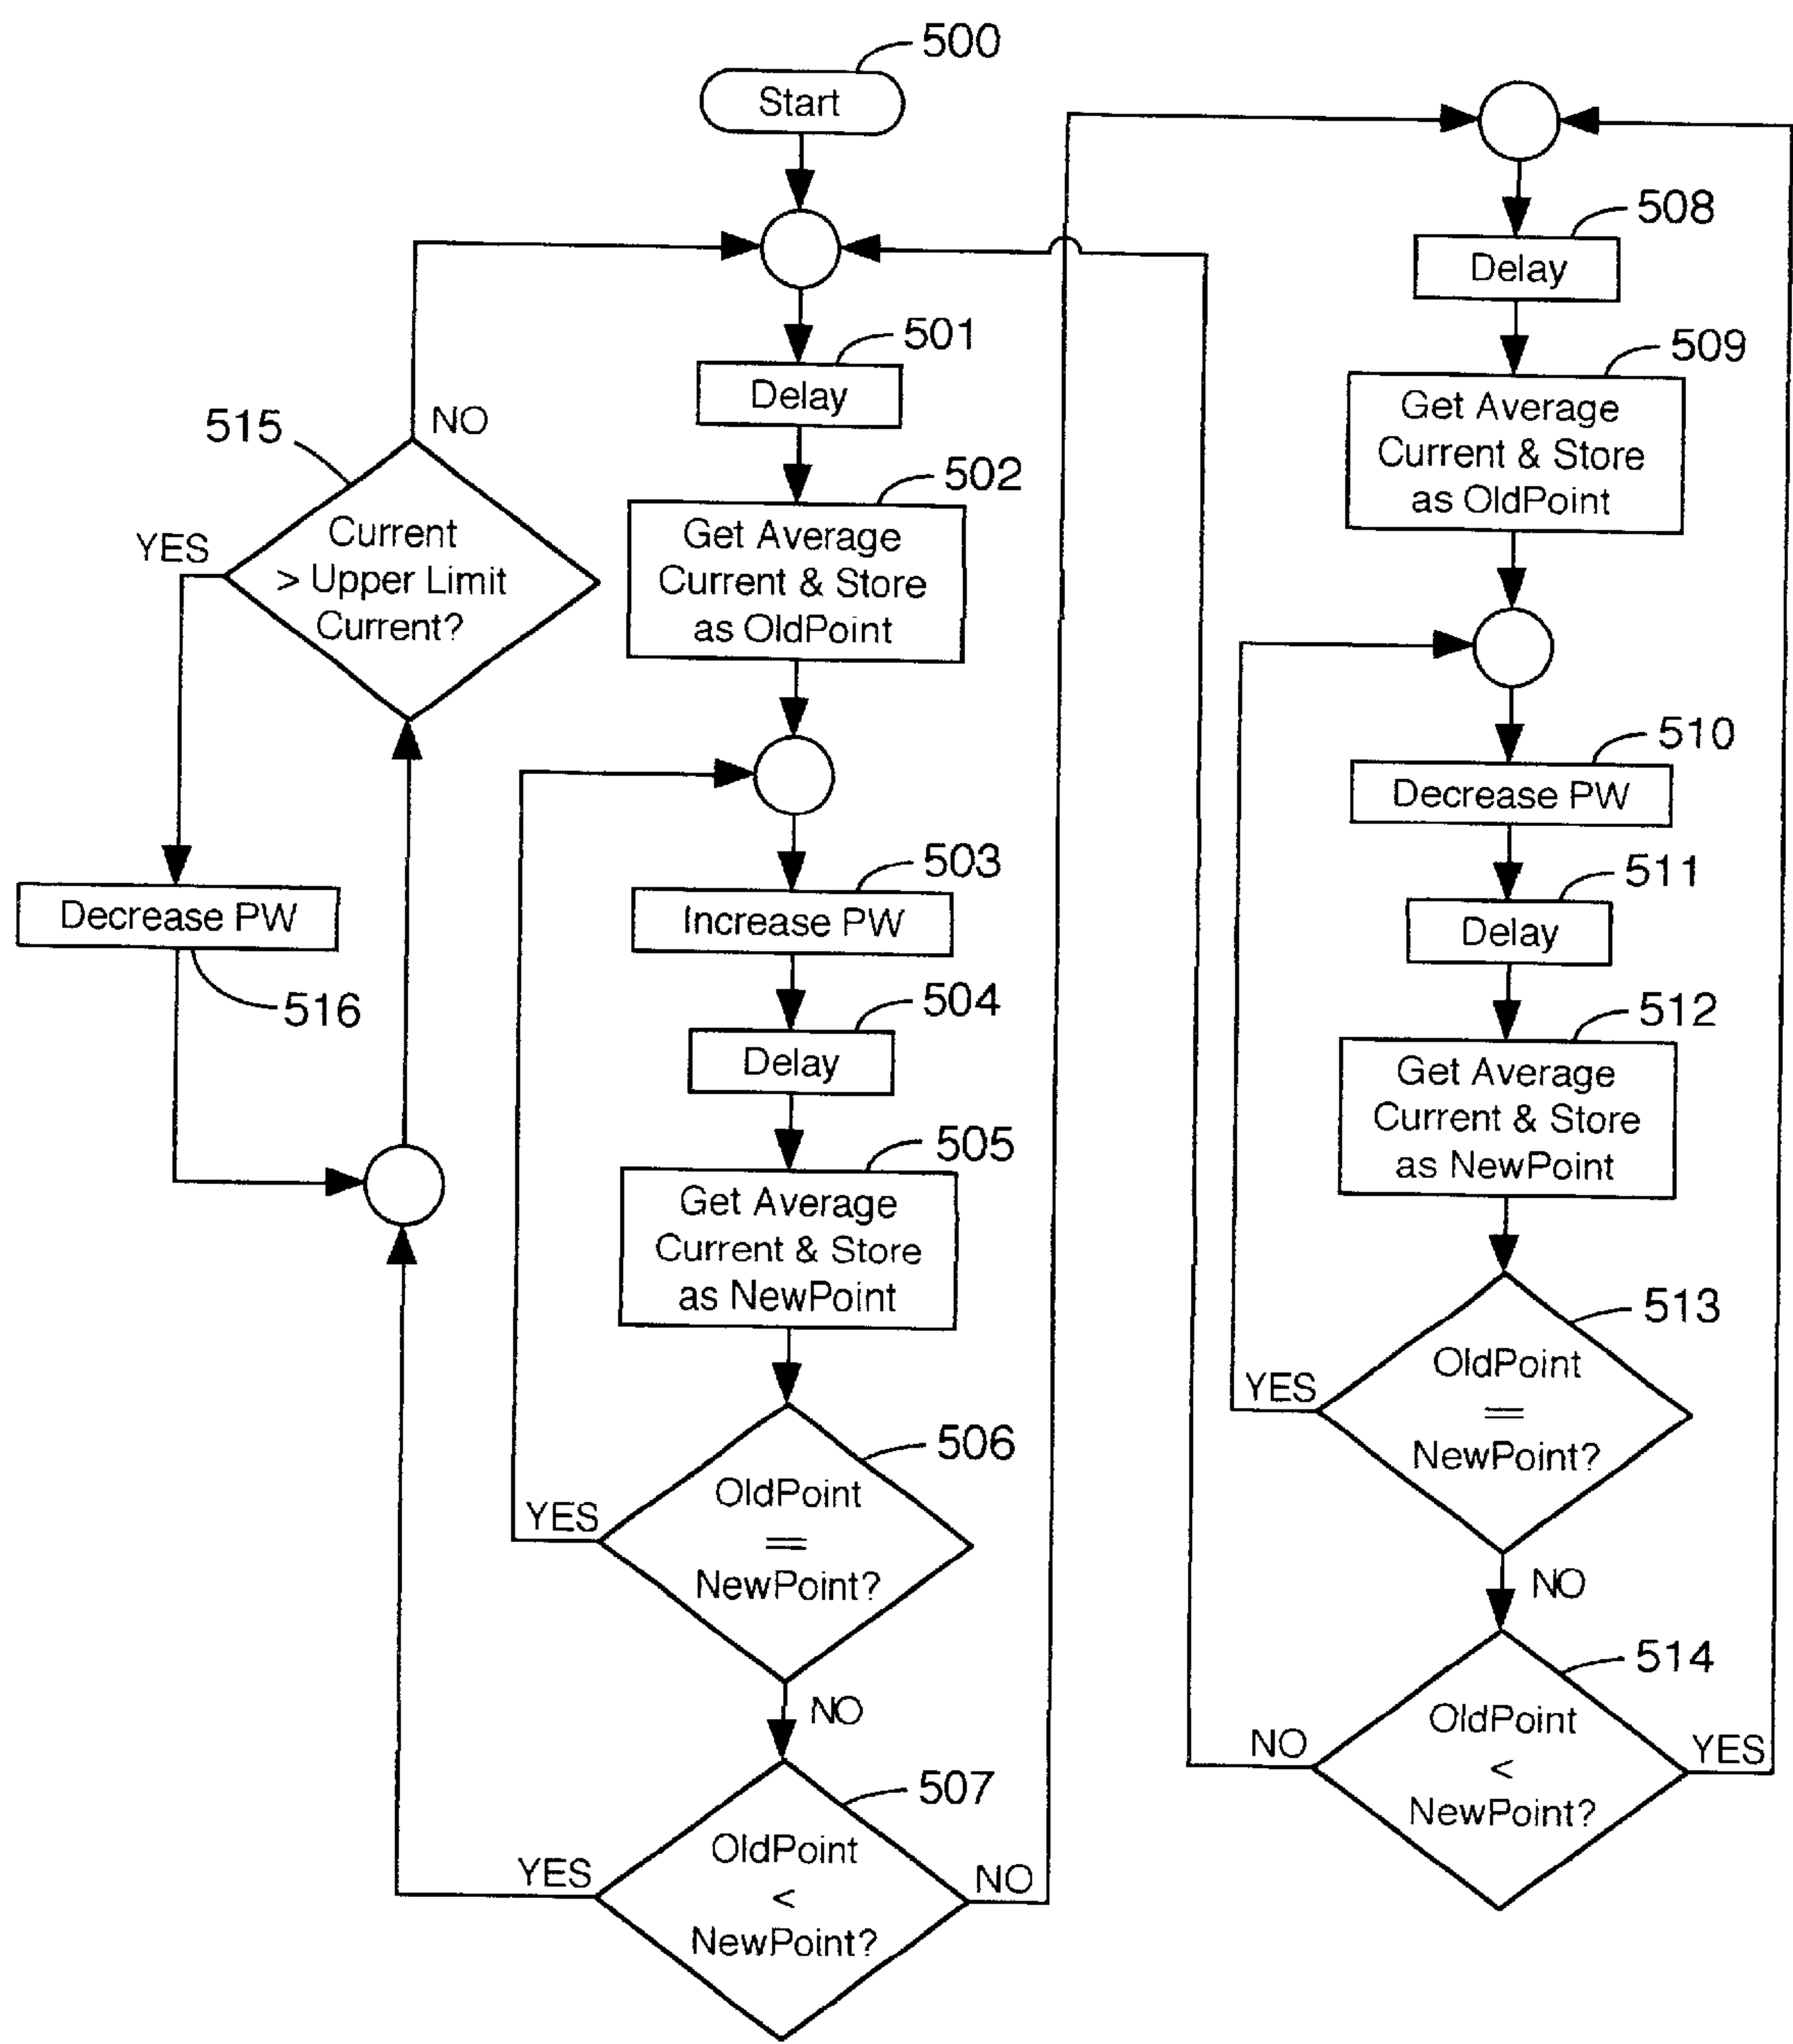 500
Start
501
Delay
502
Get Average
Current & Store
as OldPoint
503
Increase PW
504
Delay
505
Get Average
Current & Store
as NewPoint
506
OldPoint
==
NewPoint?
YES
NO
507
OldPoint
<
NewPoint?
YES
NO
515
Current
> Upper Limit
Current?
YES
NO
Decrease PW
516
508
Delay
509
Get Average
Current & Store
as OldPoint
510
Decrease PW
511
Delay
512
Get Average
Current & Store
as NewPoint
513
OldPoint
==
NewPoint?
YES
NO
514
OldPoint
<
NewPoint?
NO
YES